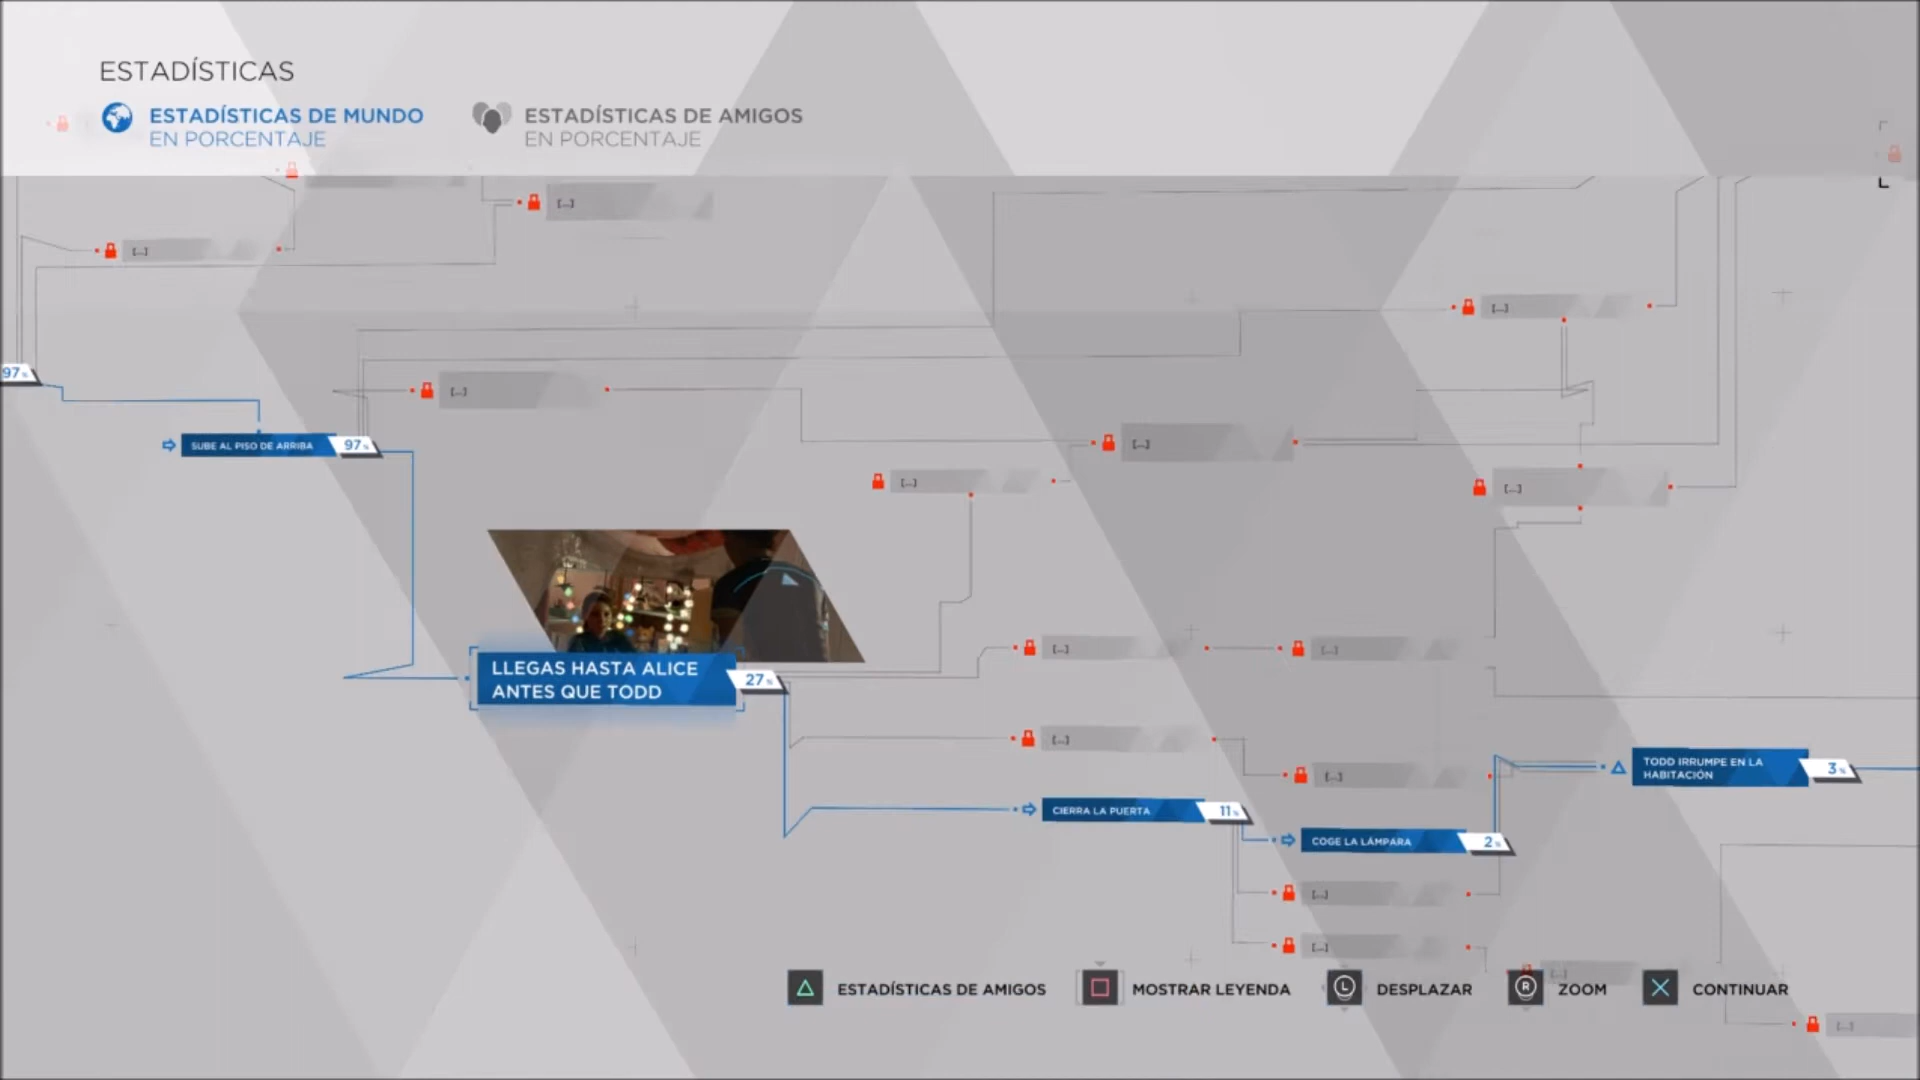 ESTADÍSTICAS
ESTADÍSTICAS DE MUNDO
EN PORCENTAJE
ESTADÍSTICAS DE AMIGOS
EN PORCENTAJE
[...]
[...]
[...]
97%
[...]
SUBE AL PISO DE ARRIBA 97%
[...]
[...]
[...]
LLEGAS HASTA ALICE
ANTES QUE TODD
27%
[...]
[...]
[...]
[...]
TODD IRRUMPE EN LA
HABITACIÓN
3%
CIERRA LA PUERTA 11%
COGE LA LÁMPARA 2%
[...]
[...]
[...]
ESTADÍSTICAS DE AMIGOS
MOSTRAR LEYENDA
L DESPLAZAR
R ZOOM
CONTINUAR
[...]